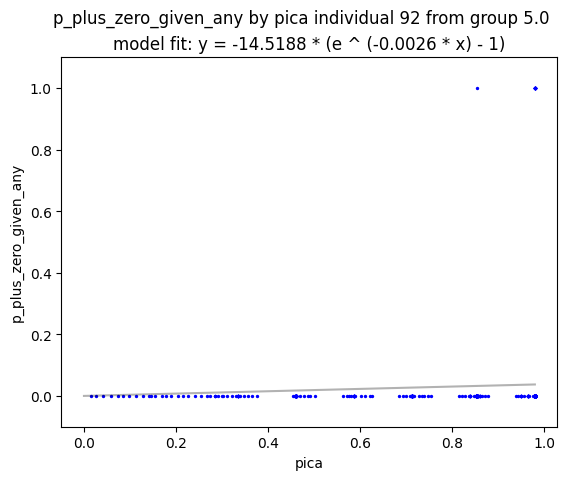 p_plus_zero_given_any by pica individual 92 from group 5.0
model fit: y = -14.5188 * (e ^ (-0.0026 * x) - 1)
1.0
0.8
0.6
0.4
0.2
0.0
p_plus_zero_given_any
0.0 0.2 0.4 0.6 0.8 1.0
pica